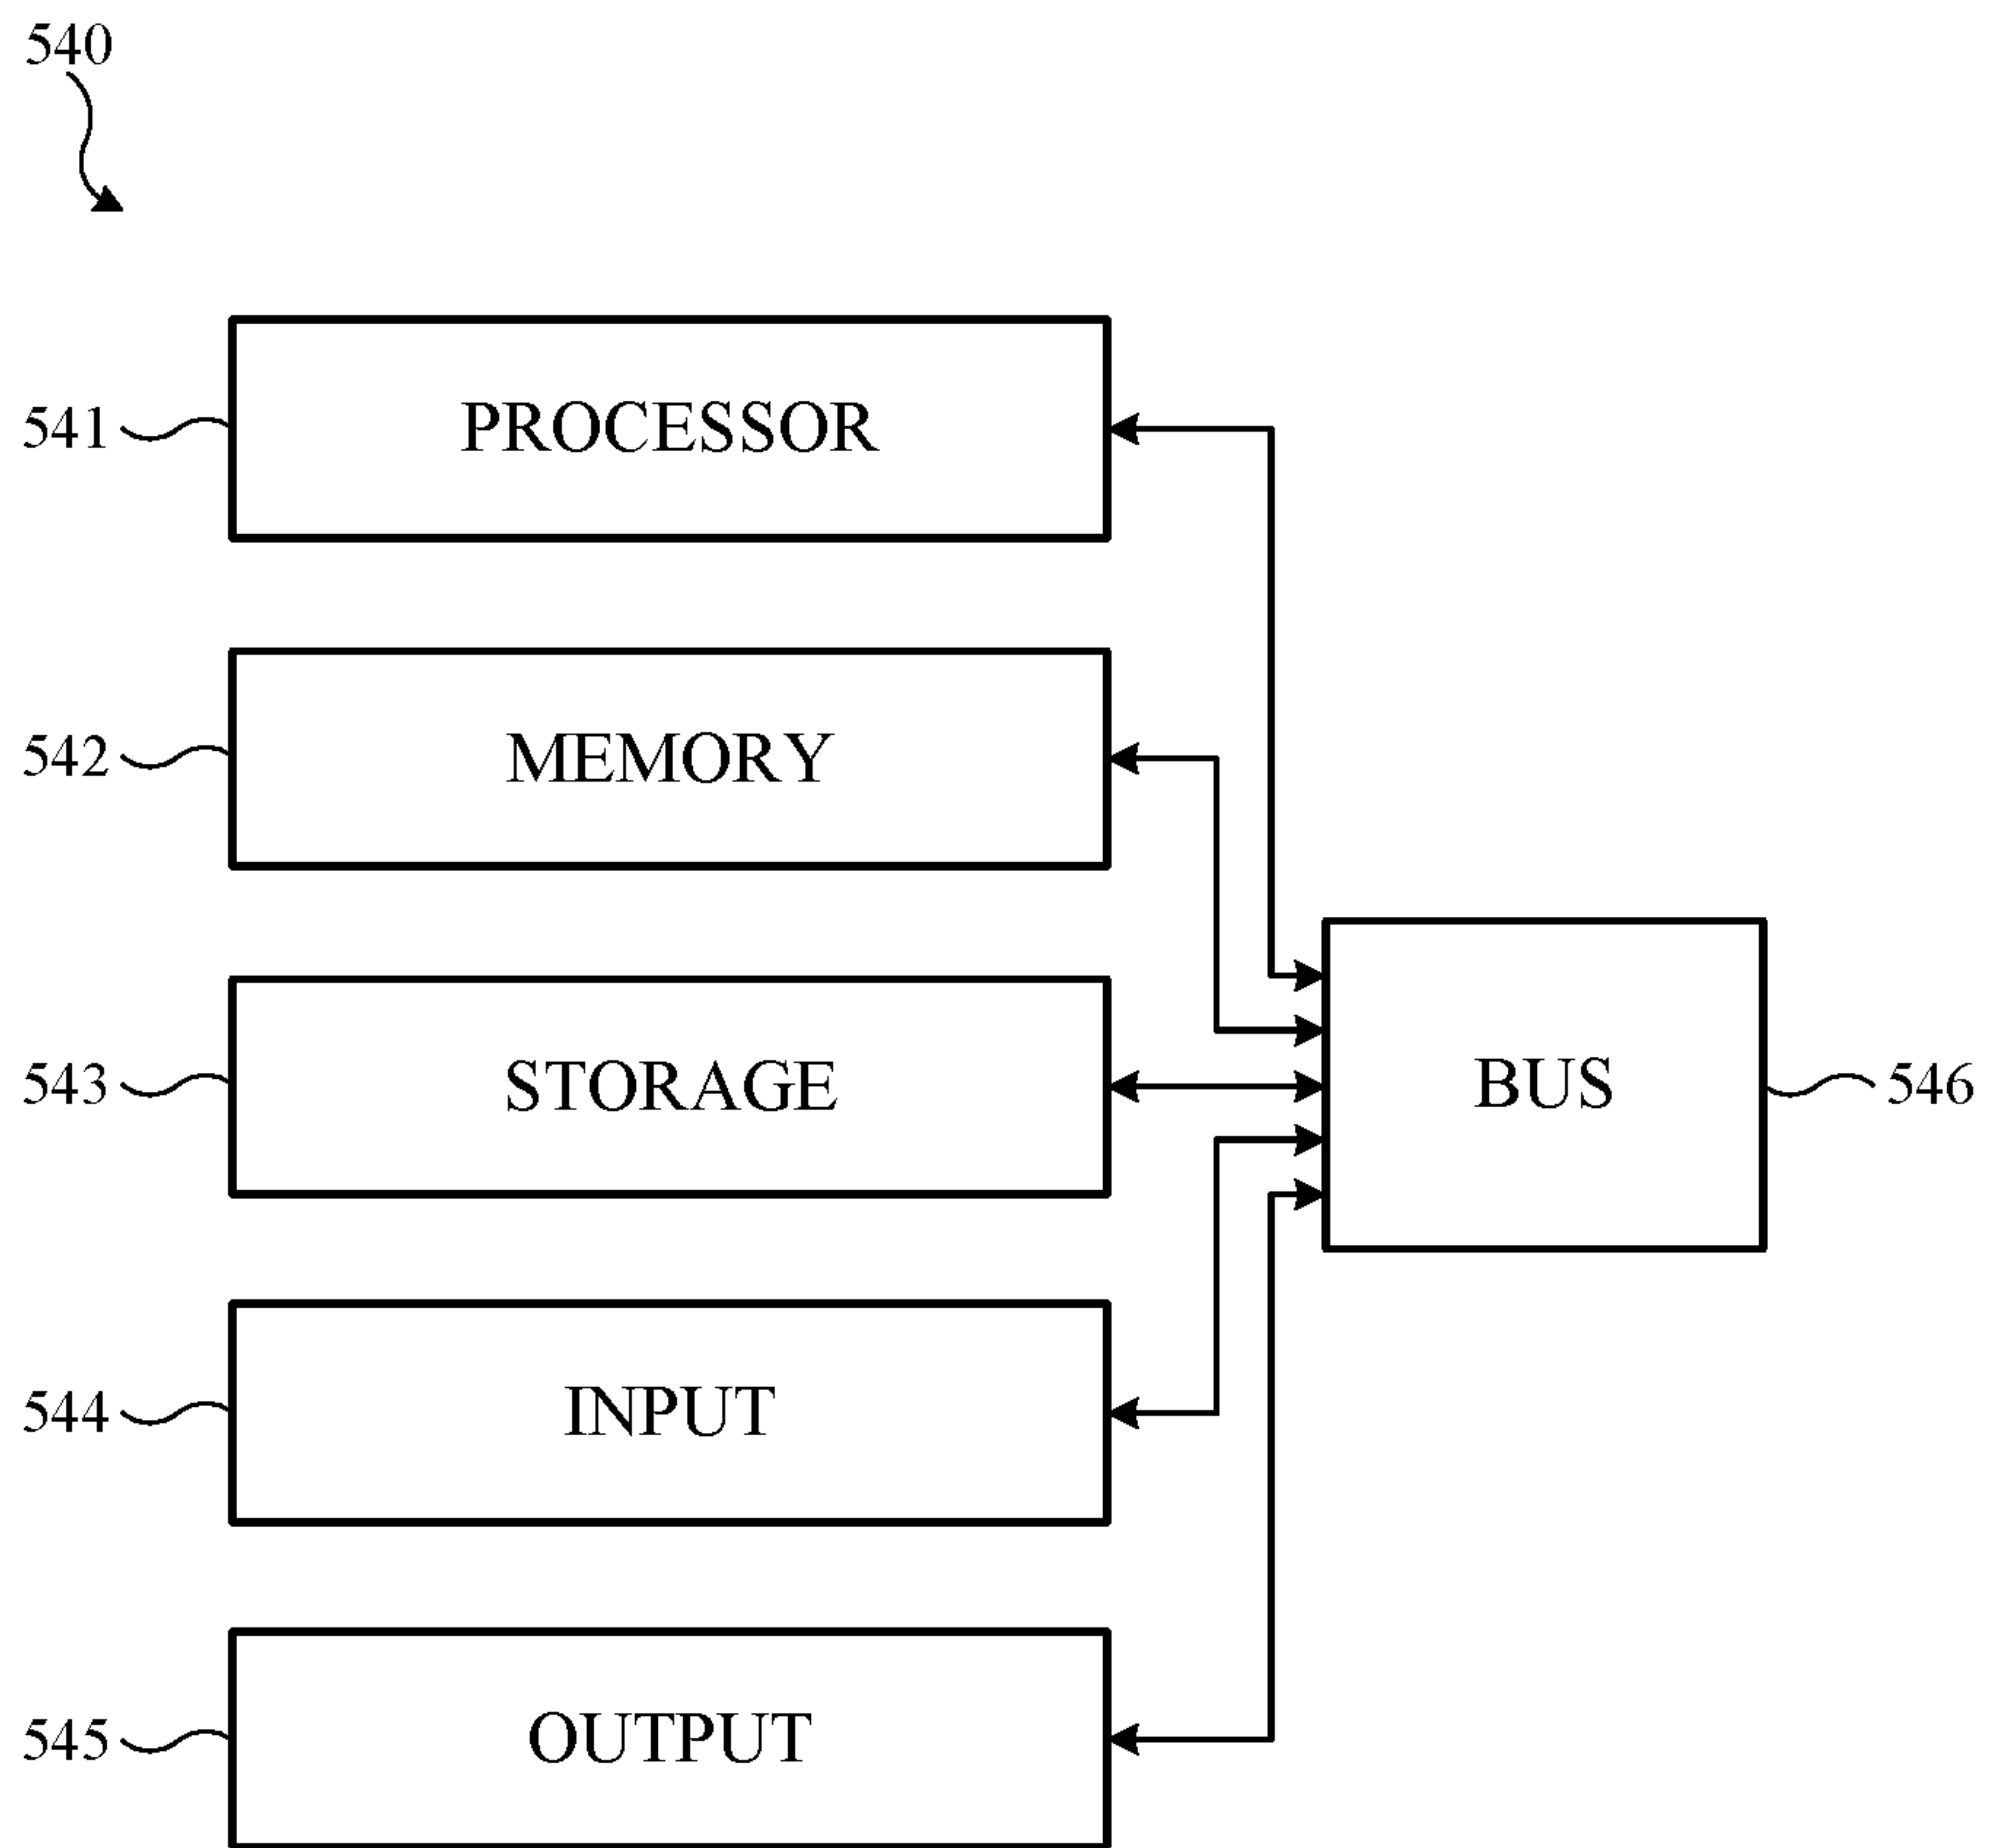 540
541
PROCESSOR
542
MEMORY
543
STORAGE
BUS
546
544
INPUT
545
OUTPUT